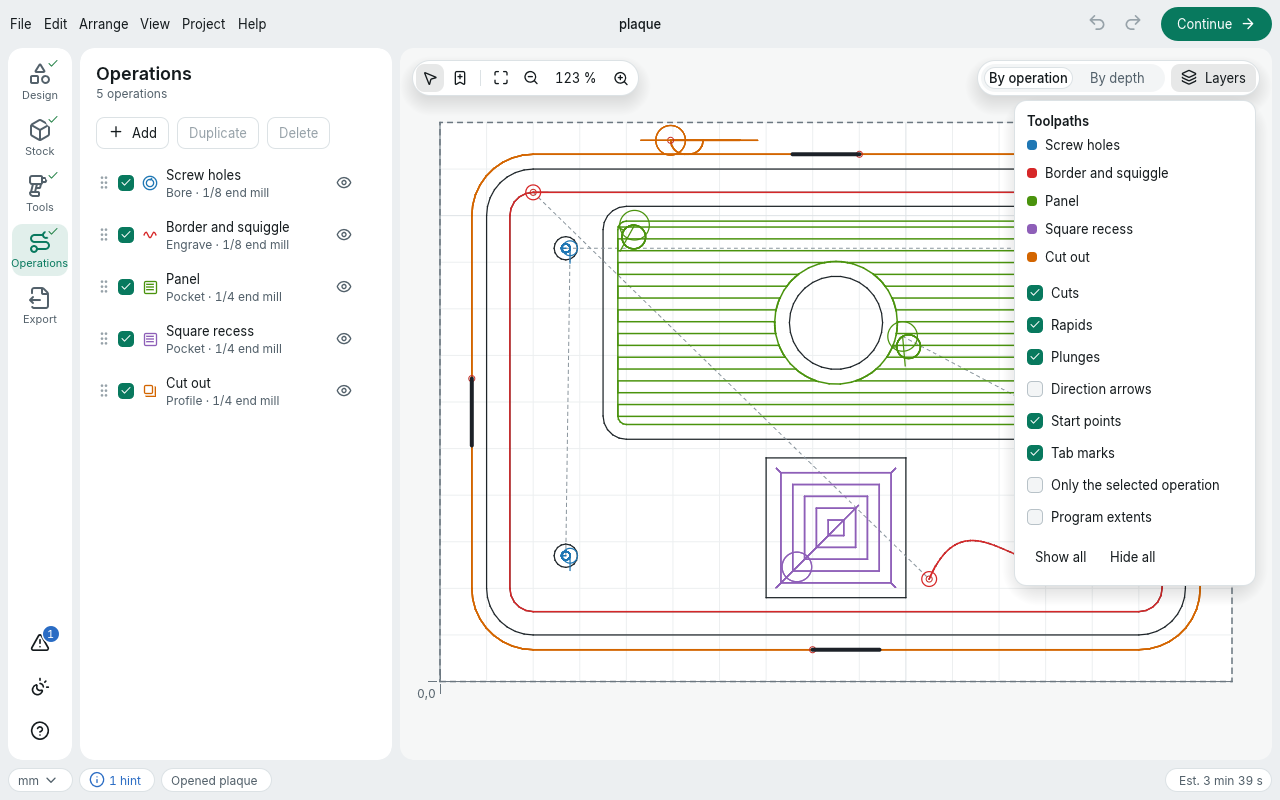 File Edit Arrange View Project Help
plaque
Continue
Design
Stock
Tools
Operations
Export
1
Operations
5 operations
Add
Duplicate
Delete
Screw holes
Bore · 1/8 end mill
Border and squiggle
Engrave · 1/8 end mill
Panel
Pocket · 1/4 end mill
Square recess
Pocket · 1/4 end mill
Cut out
Profile · 1/4 end mill
123 %
By operation
By depth
Layers
Toolpaths
Screw holes
Border and squiggle
Panel
Square recess
Cut out
Cuts
Rapids
Plunges
Direction arrows
Start points
Tab marks
Only the selected operation
Program extents
Show all
Hide all
0,0
mm
1 hint
Opened plaque
Est. 3 min 39 s